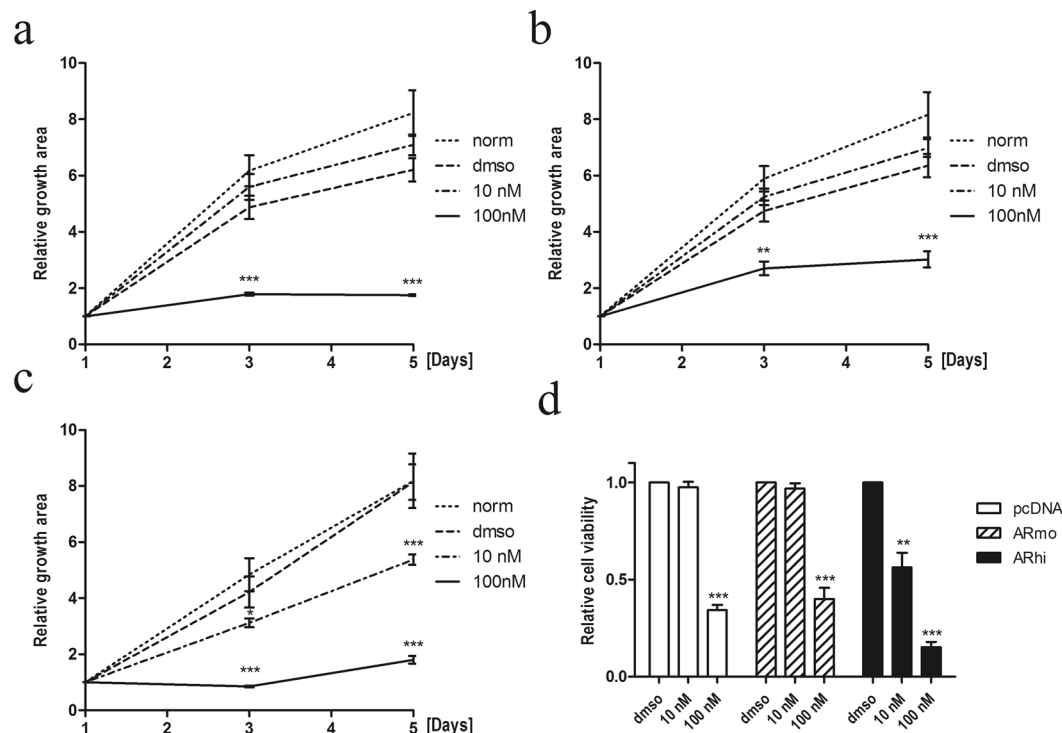 a
Relative growth area
10
8
6
4
2
0
1 2 3 4 5 [Days]
*** ***
norm
dmso
10 nM
100nM
b
Relative growth area
10
8
6
4
2
0
1 2 3 4 5 [Days]
** ***
norm
dmso
10 nM
100nM
c
Relative growth area
10
8
6
4
2
0
1 2 3 4 5 [Days]
* ***
*** ***
norm
dmso
10 nM
100nM
d
Relative cell viability
1.0
0.5
0.0
*** *** ** ***
dmso 10 nM 100 nM dmso 10 nM 100 nM dmso 10 nM 100 nM
pcDNA
ARmo
ARhi